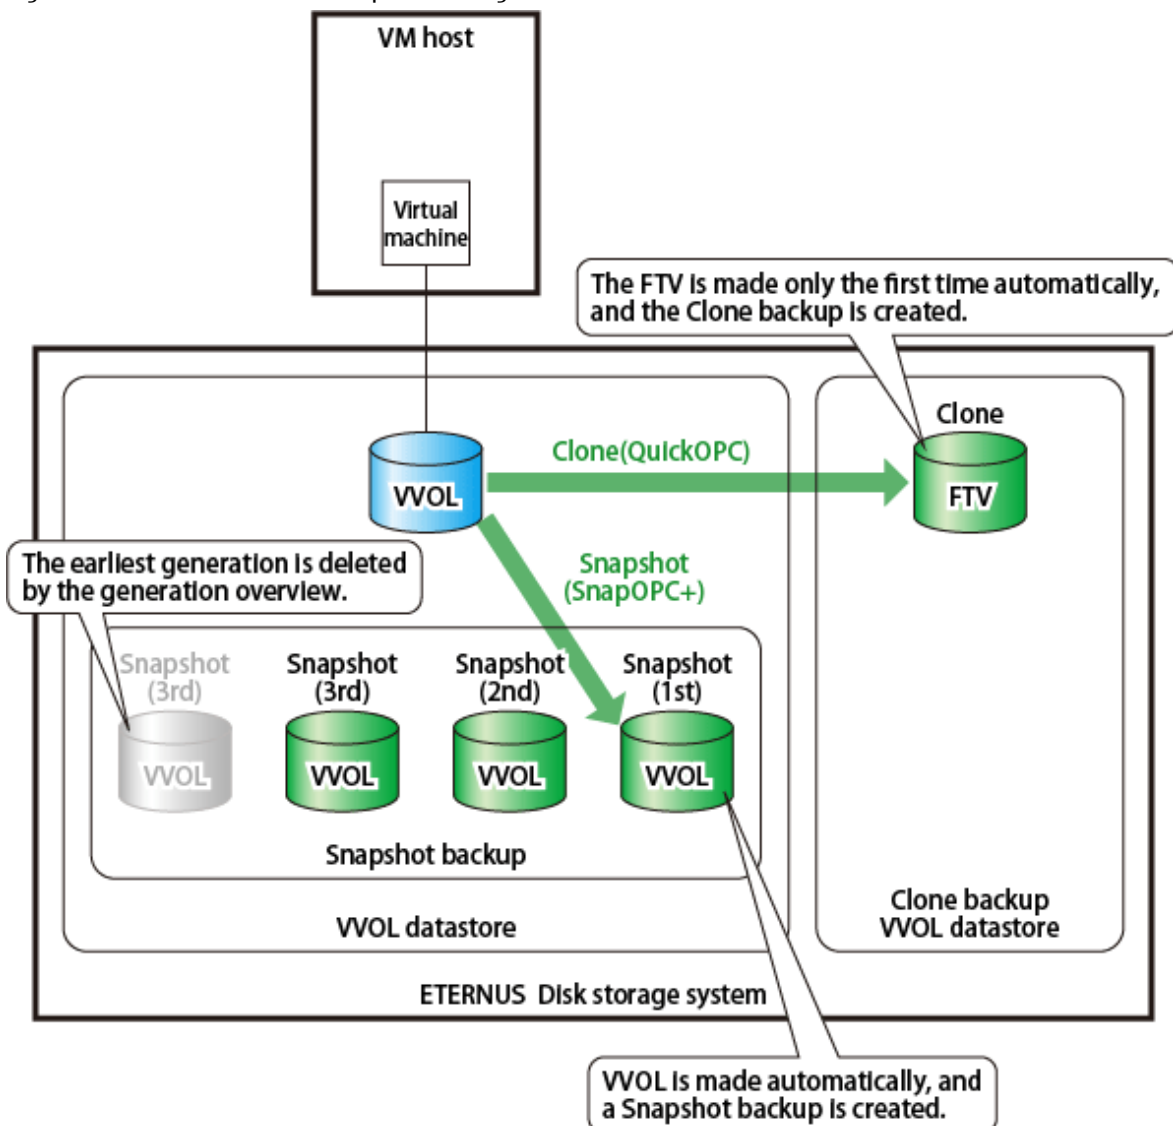 VM host
Virtual
machine
The FTV is made only the first time automatically,
and the Clone backup is created.
Clone
Clone(QuickOPC)
VVOL
FTV
The earliest generation is deleted
by the generation overview.
Snapshot
(SnapOPC+)
Snapshot
(3rd)
Snapshot
(3rd)
Snapshot
(2nd)
Snapshot
(1st)
VVOL
VVOL
VVOL
VVOL
Snapshot backup
VVOL datastore
Clone backup
VVOL datastore
ETERNUS Disk storage system
VVOL is made automatically, and
a Snapshot backup is created.